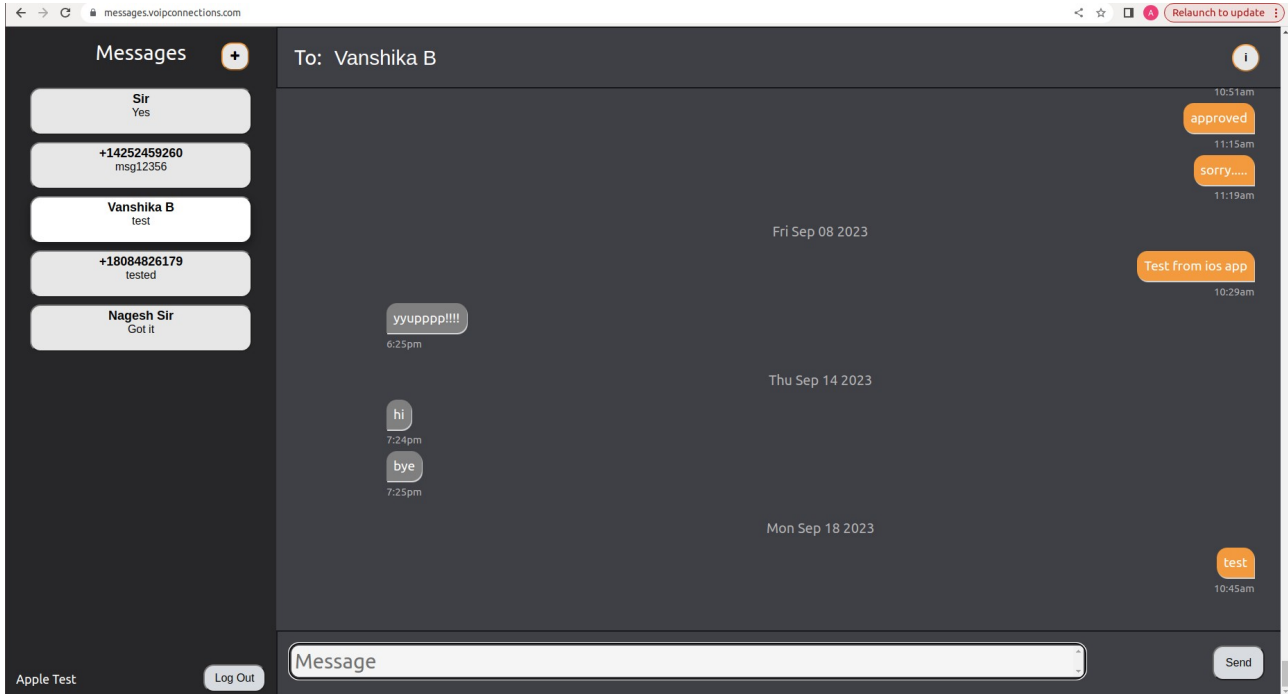 messages.voipconnections.com
A
Relaunch to update
Messages
+
Sir
Yes
+14252459260
msg12356
Vanshika B
test
+18084826179
tested
Nagesh Sir
Got it
Apple Test
Log Out
To: Vanshika B
i
10:51am
approved
11:15am
sorry.....
11:19am
Fri Sep 08 2023
Test from ios app
10:29am
yyupppp!!!!
6:25pm
Thu Sep 14 2023
hi
7:24pm
bye
7:25pm
Mon Sep 18 2023
test
10:45am
Message
Send